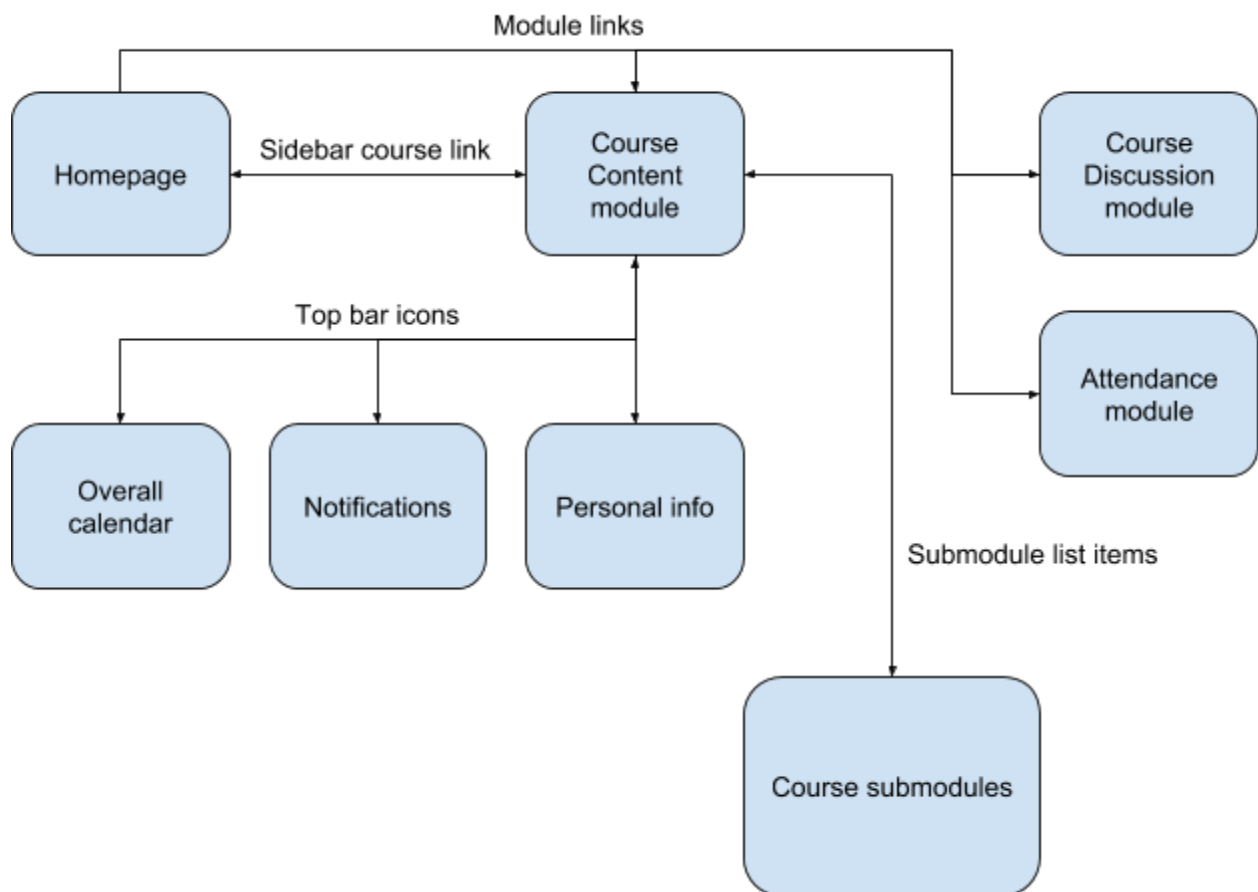 Module links
Homepage
Sidebar course link
Course
Content
module
Course
Discussion
module
Top bar icons
Attendance
module
Overall
calendar
Notifications
Personal info
Submodule list items
Course submodules